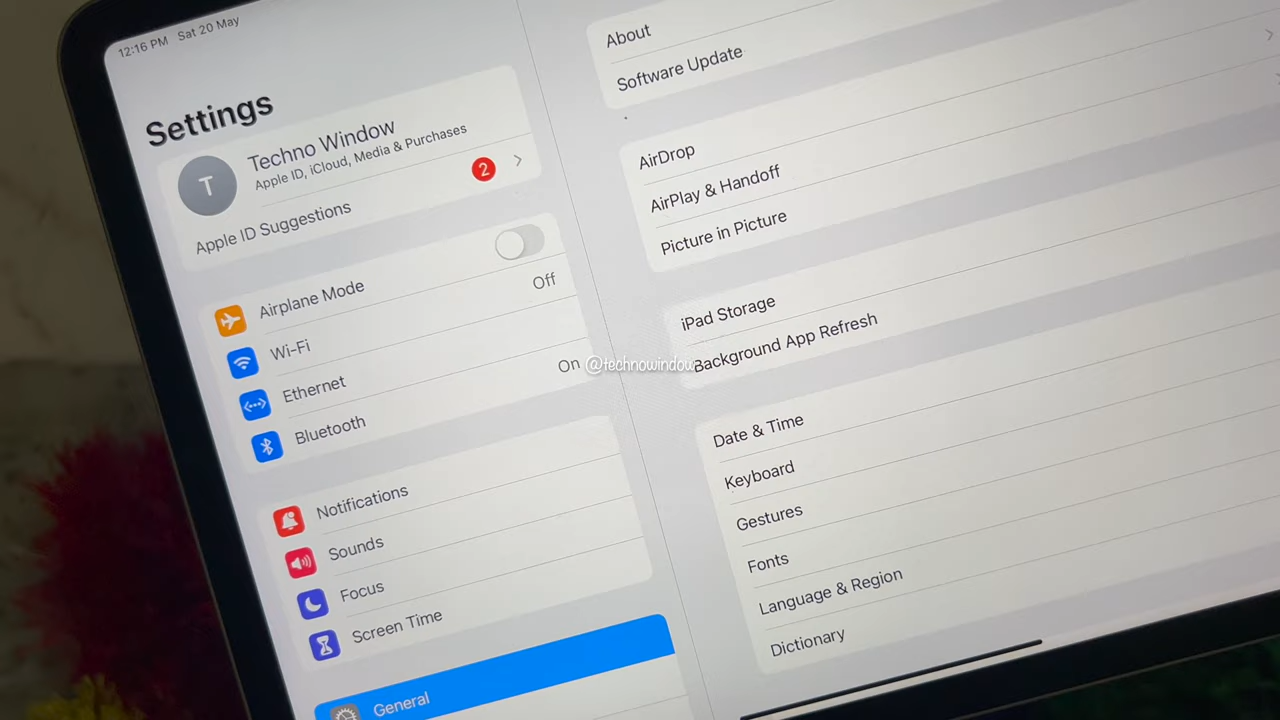 12:16 PM Sat 20 May
Settings
T
Techno Window
Apple ID, iCloud, Media & Purchases
Apple ID Suggestions
2
Airplane Mode
Wi-Fi
Off
Ethernet
Bluetooth
On
Notifications
Sounds
Focus
Screen Time
General
About
Software Update
AirDrop
AirPlay & Handoff
Picture in Picture
iPad Storage
Background App Refresh
@technowindow
Date & Time
Keyboard
Gestures
Fonts
Language & Region
Dictionary